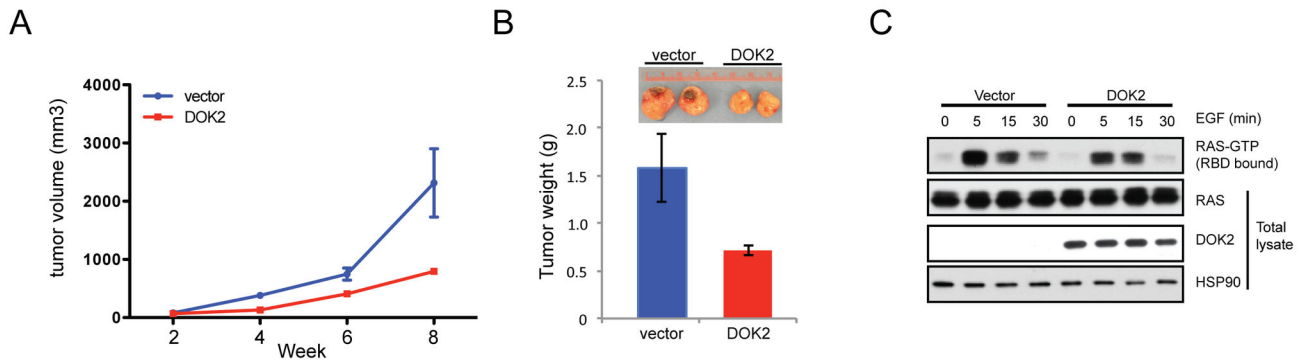 A
4000
3000
2000
1000
0
tumor volume (mm3)
vector
DOK2
2 4 6 8
Week
B
vector DOK2
2.5
2.0
1.5
1.0
0.5
0
Tumor weight (g)
vector DOK2
C
Vector DOK2
0 5 15 30 0 5 15 30 EGF (min)
RAS-GTP
(RBD bound)
RAS
DOK2
HSP90
Total
lysate